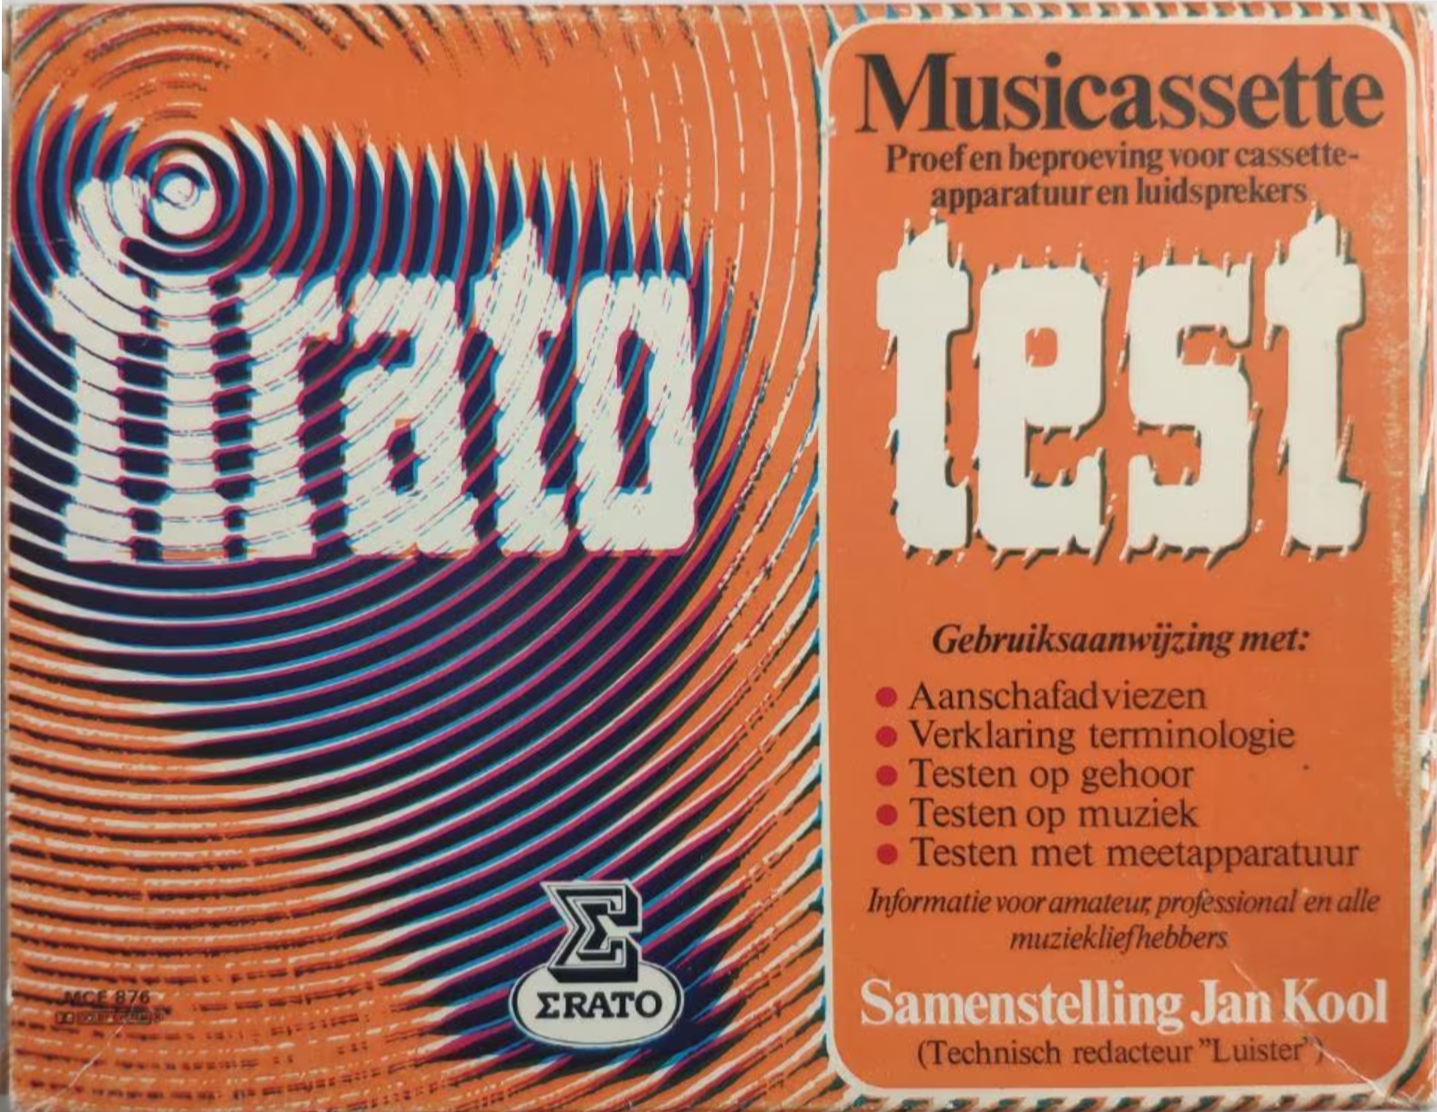 Erato
MCE 876
ΣRATO
Musicassette
Proef en beproeving voor cassette-
apparatuur en luidsprekers
test
Gebruiksaanwijzing met:
● Aanschafadviezen
● Verklaring terminologie
● Testen op gehoor
● Testen op muziek
● Testen met meetapparatuur
Informatie voor amateur, professional en alle
muziekliefhebbers
Samenstelling Jan Kool
(Technisch redacteur "Luister")